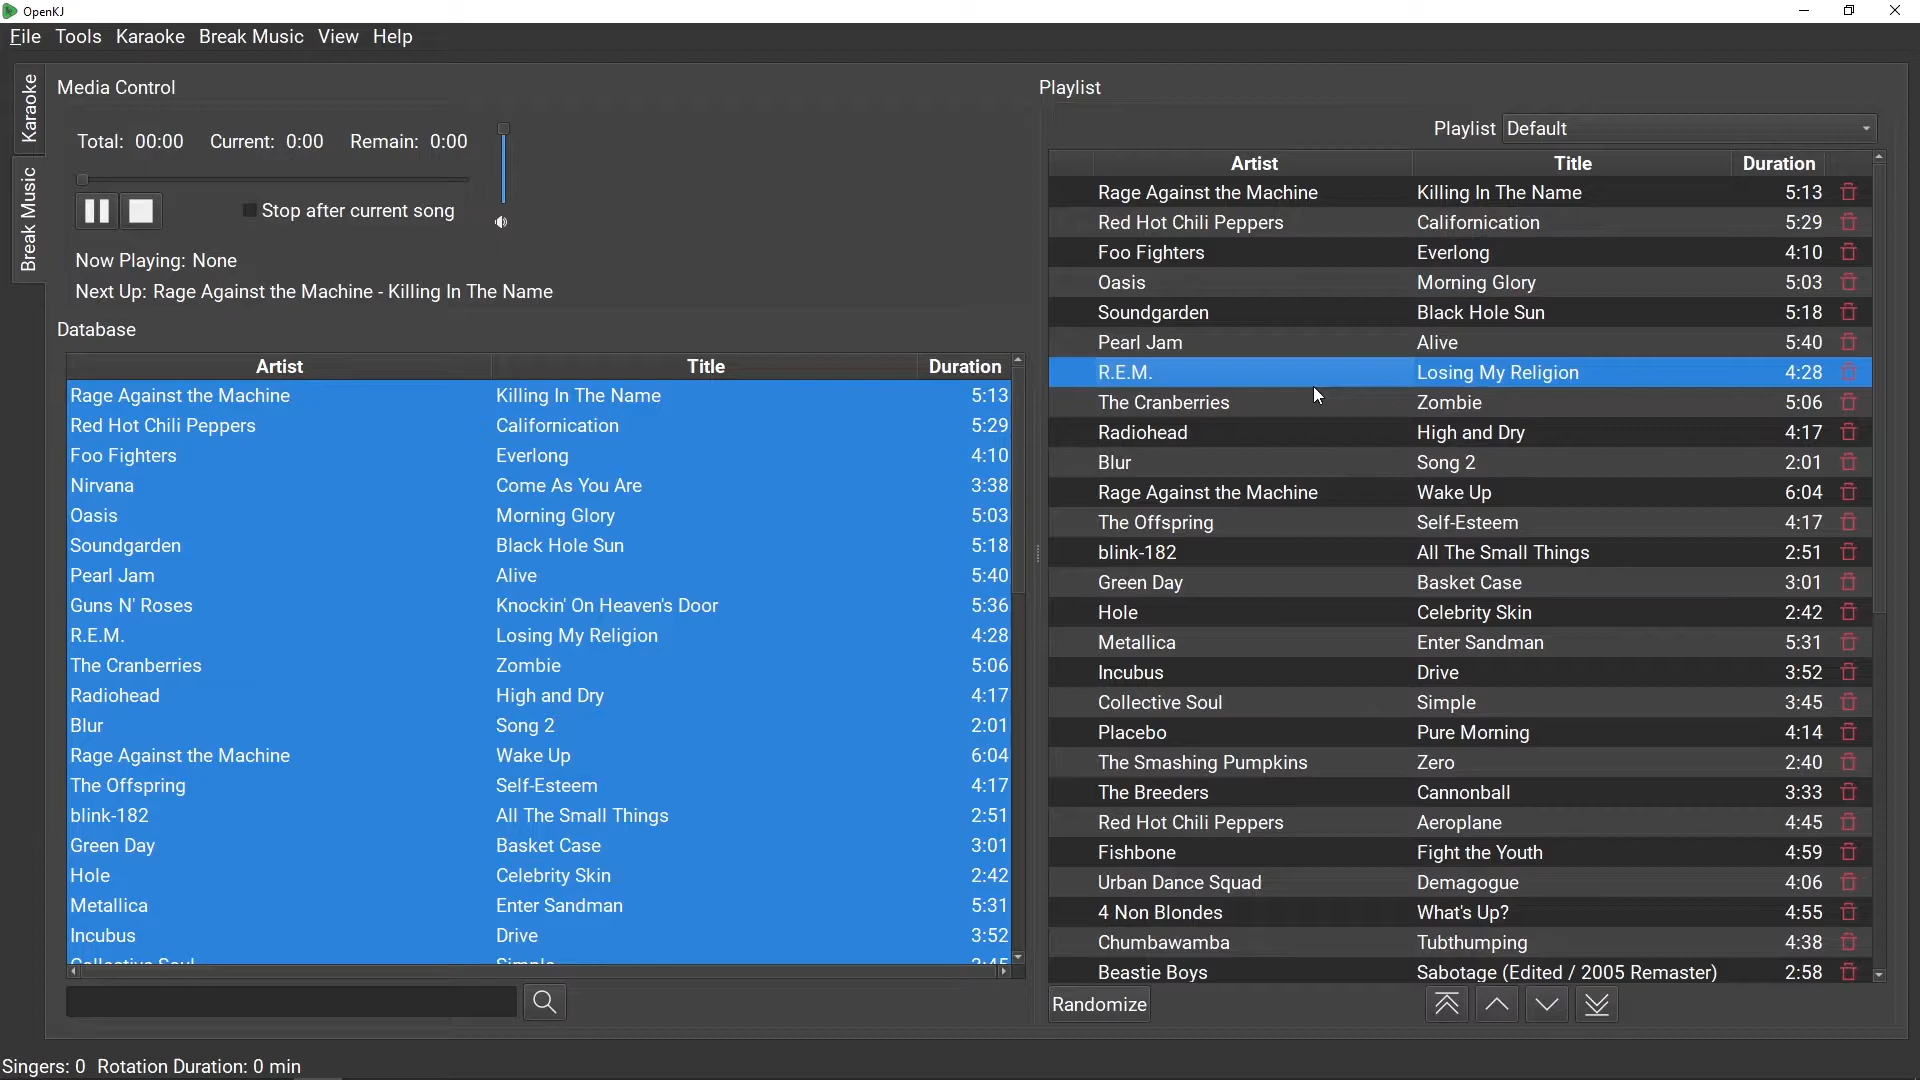 OpenKJ
File Tools Karaoke Break Music View Help
Karaoke
Break Music
Media Control
Total: 00:00 Current: 0:00 Remain: 0:00
Stop after current song
Now Playing: None
Next Up: Rage Against the Machine - Killing In The Name
Database
Artist Title Duration
Rage Against the Machine Killing In The Name 5:13
Red Hot Chili Peppers Californication 5:29
Foo Fighters Everlong 4:10
Nirvana Come As You Are 3:38
Oasis Morning Glory 5:03
Soundgarden Black Hole Sun 5:18
Pearl Jam Alive 5:40
Guns N' Roses Knockin' On Heaven's Door 5:36
R.E.M. Losing My Religion 4:28
The Cranberries Zombie 5:06
Radiohead High and Dry 4:17
Blur Song 2 2:01
Rage Against the Machine Wake Up 6:04
The Offspring Self-Esteem 4:17
blink-182 All The Small Things 2:51
Green Day Basket Case 3:01
Hole Celebrity Skin 2:42
Metallica Enter Sandman 5:31
Incubus Drive 3:52
Collective Soul Simple 3:45
Playlist
Playlist Default
Artist Title Duration
Rage Against the Machine Killing In The Name 5:13
Red Hot Chili Peppers Californication 5:29
Foo Fighters Everlong 4:10
Oasis Morning Glory 5:03
Soundgarden Black Hole Sun 5:18
Pearl Jam Alive 5:40
R.E.M. Losing My Religion 4:28
The Cranberries Zombie 5:06
Radiohead High and Dry 4:17
Blur Song 2 2:01
Rage Against the Machine Wake Up 6:04
The Offspring Self-Esteem 4:17
blink-182 All The Small Things 2:51
Green Day Basket Case 3:01
Hole Celebrity Skin 2:42
Metallica Enter Sandman 5:31
Incubus Drive 3:52
Collective Soul Simple 3:45
Placebo Pure Morning 4:14
The Smashing Pumpkins Zero 2:40
The Breeders Cannonball 3:33
Red Hot Chili Peppers Aeroplane 4:45
Fishbone Fight the Youth 4:59
Urban Dance Squad Demagogue 4:06
4 Non Blondes What's Up? 4:55
Chumbawamba Tubthumping 4:38
Beastie Boys Sabotage (Edited / 2005 Remaster) 2:58
Randomize
Singers: 0 Rotation Duration: 0 min